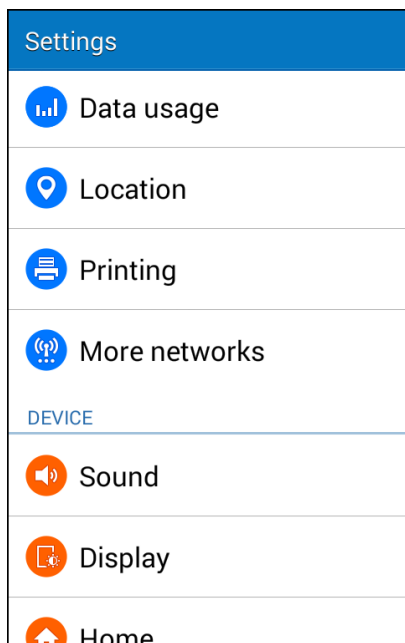 Settings
Data usage
Location
Printing
More networks
DEVICE
Sound
Display
Home